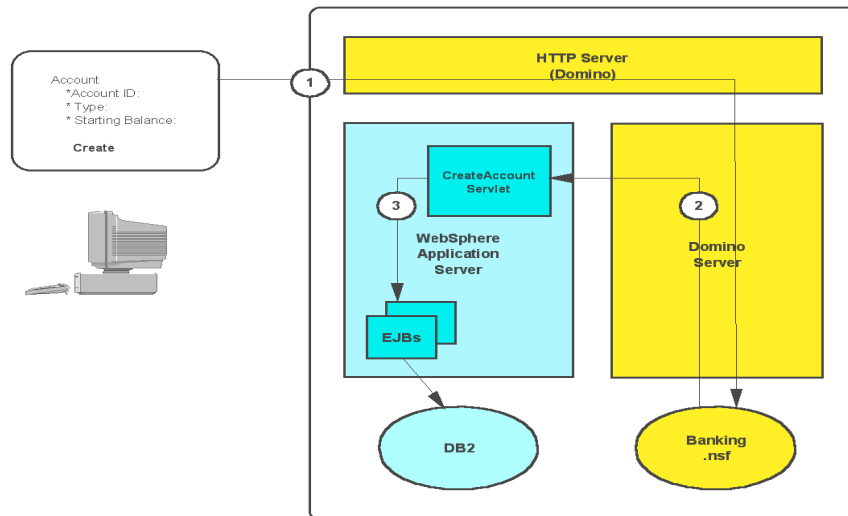 Account
*Account ID:
* Type:
* Starting Balance:
Create
1
HTTP Server
(Domino)
CreateAccount
Servlet
3
2
WebSphere
Application
Server
Domino
Server
EJBs
DB2
Banking
.nsf